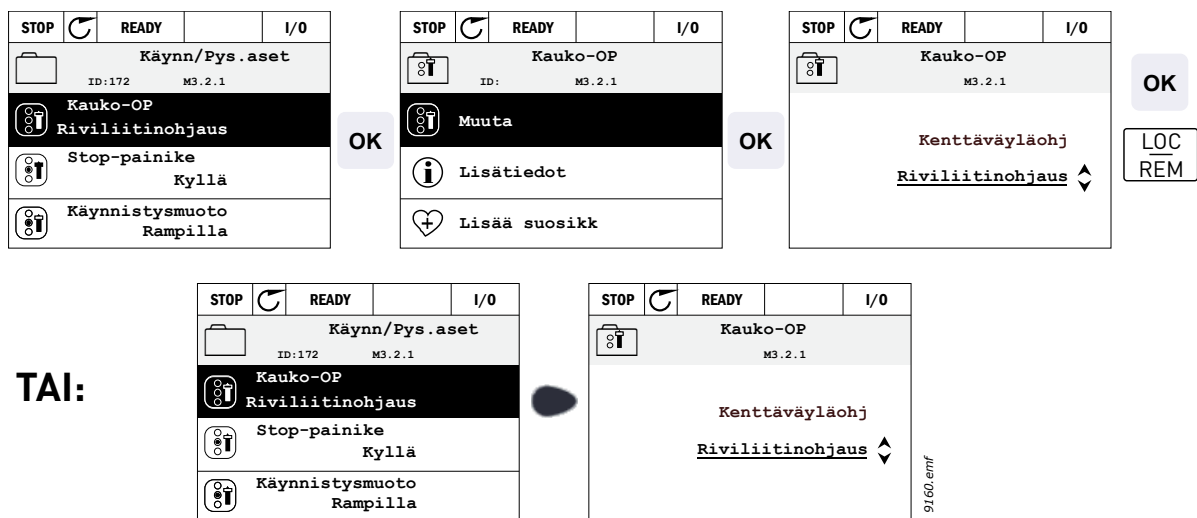 STOP READY I/O
Käynn/Pys.aset
ID:172 M3.2.1
Kauko-OP
Riviliitinohjaus
Stop-painike
Kyllä
Käynnistysmuoto
Rampilla
OK
STOP READY I/O
Kauko-OP
ID: M3.2.1
Muuta
Lisätiedot
Lisää suosikk
OK
STOP READY I/O
Kauko-OP
M3.2.1
Kenttäväyläohj
Riviliitinohjaus
OK
LOC
REM
TAI:
STOP READY I/O
Käynn/Pys.aset
ID:172 M3.2.1
Kauko-OP
Riviliitinohjaus
Stop-painike
Kyllä
Käynnistysmuoto
Rampilla
STOP READY I/O
Kauko-OP
M3.2.1
Kenttäväyläohj
Riviliitinohjaus
9160.emf